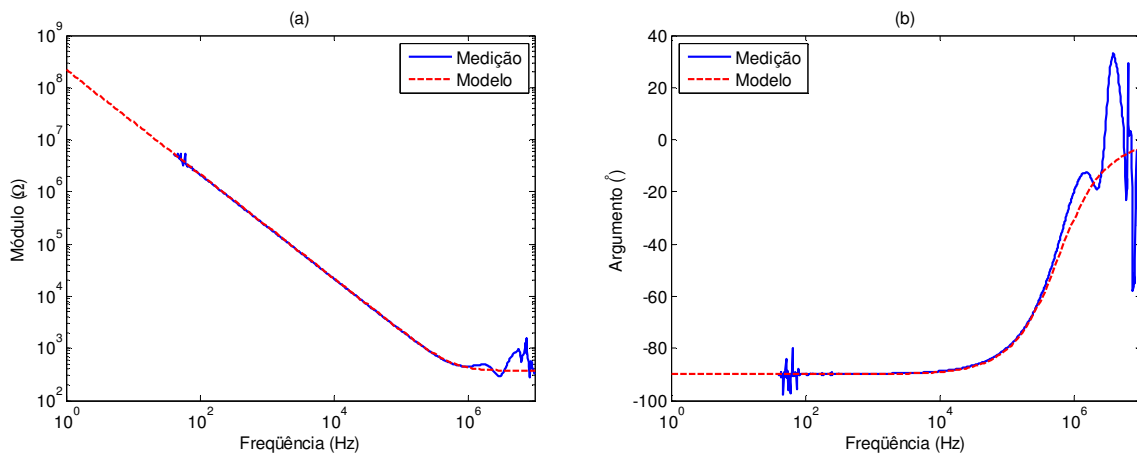 (a)
10^9
10^8
10^7
10^6
10^5
10^4
10^3
10^2
Módulo (Ω)
Medição
Modelo
10^0
10^2
10^4
10^6
Freqüência (Hz)
(b)
40
20
0
-20
-40
-60
-80
-100
Argumento (°)
Medição
Modelo
10^0
10^2
10^4
10^6
Freqüência (Hz)